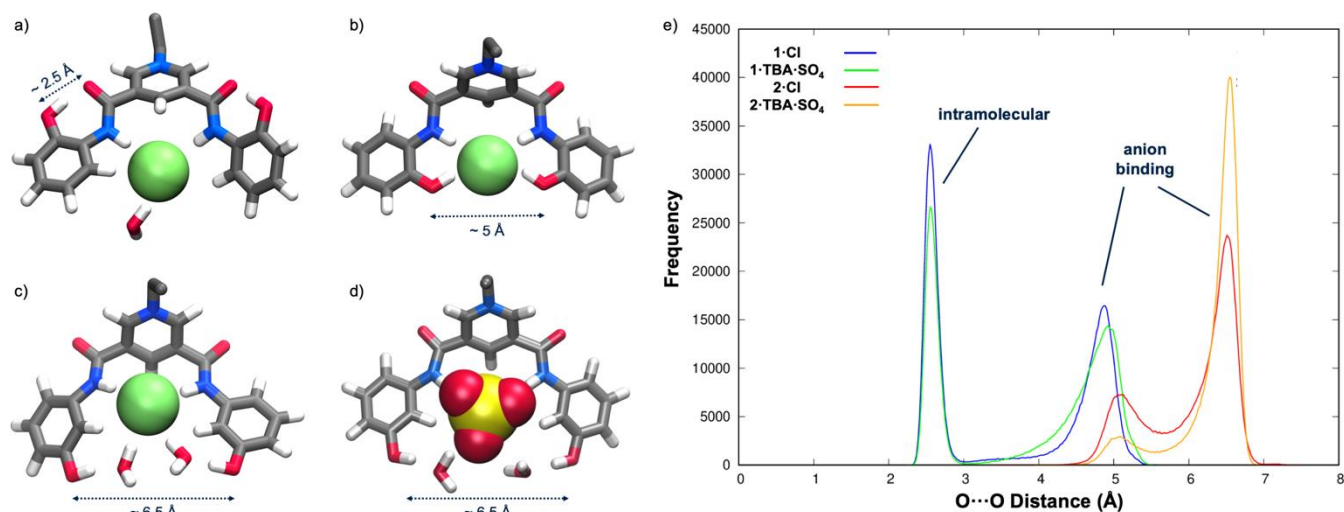 a)
~ 2.5 Å
b)
~ 5 Å
c)
~ 6.5 Å
d)
~ 6.5 Å
e)
45000
40000
35000
30000
25000
20000
15000
10000
5000
0
Frequency
1·Cl
1·TBA·SO₄
2·Cl
2·TBA·SO₄
intramolecular
anion
binding
0 1 2 3 4 5 6 7 8
O···O Distance (Å)